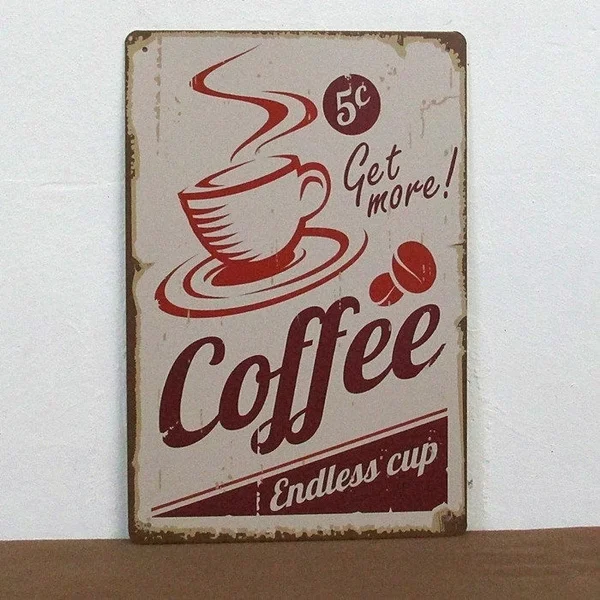 5¢
Get
more!
Coffee
Endless cup